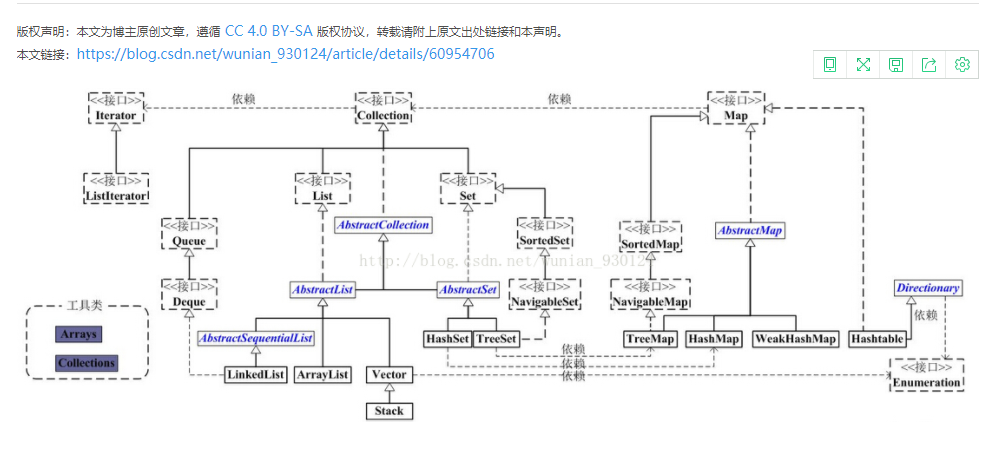 版权声明：本文为博主原创文章，遵循 CC 4.0 BY-SA 版权协议，转载请附上原文出处链接和本声明。
本文链接：https://blog.csdn.net/wunian_930124/article/details/60954706
<<接口>>
Iterator
依赖
<<接口>>
Collection
依赖
<<接口>>
Map
<<接口>>
ListIterator
<<接口>>
List
<<接口>>
Set
<<接口>>
Queue
AbstractCollection
<<接口>>
SortedSet
<<接口>>
SortedMap
AbstractMap
http://blog.csdn.net/wunian_930124
<<接口>>
Deque
AbstractList
AbstractSet
<<接口>>
NavigableSet
<<接口>>
NavigableMap
Directionary
工具类
Arrays
Collections
依赖
AbstractSequentialList
HashSet
TreeSet
TreeMap
HashMap
WeakHashMap
Hashtable
依赖
依赖
依赖
LinkedList
ArrayList
Vector
<<接口>>
Enumeration
Stack